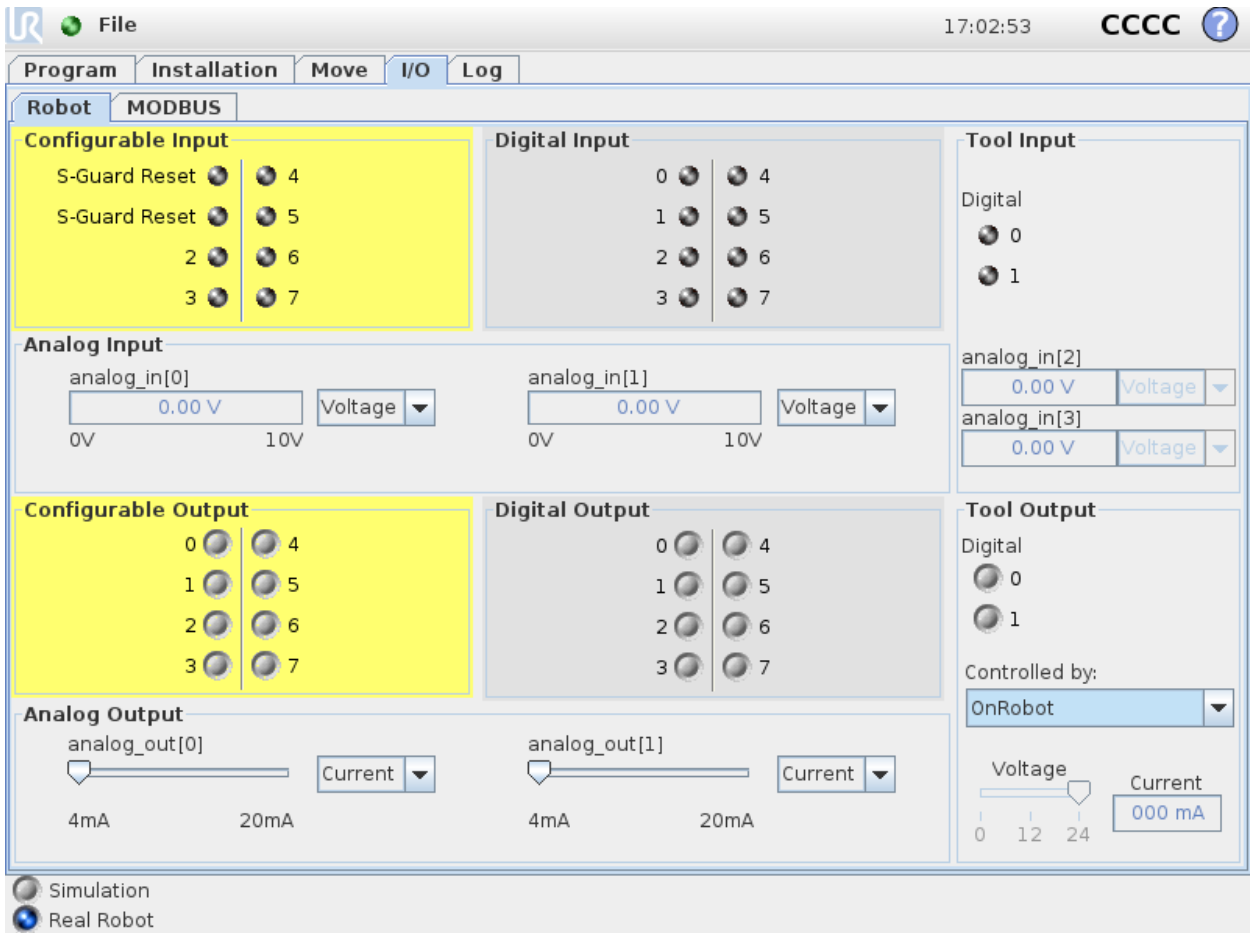 UR File 17:02:53 CCCC ?
Program Installation Move I/O Log
Robot MODBUS
Configurable Input
S-Guard Reset 4
S-Guard Reset 5
2 6
3 7
Digital Input
0 4
1 5
2 6
3 7
Tool Input
Digital
0
1
analog_in[2]
0.00 V Voltage
analog_in[3]
0.00 V Voltage
Analog Input
analog_in[0]
0.00 V Voltage
0V 10V
analog_in[1]
0.00 V Voltage
0V 10V
Configurable Output
0 4
1 5
2 6
3 7
Digital Output
0 4
1 5
2 6
3 7
Tool Output
Digital
0
1
Controlled by:
OnRobot
Voltage
0 12 24
Current
000 mA
Analog Output
analog_out[0]
Current
4mA 20mA
analog_out[1]
Current
4mA 20mA
Simulation
Real Robot